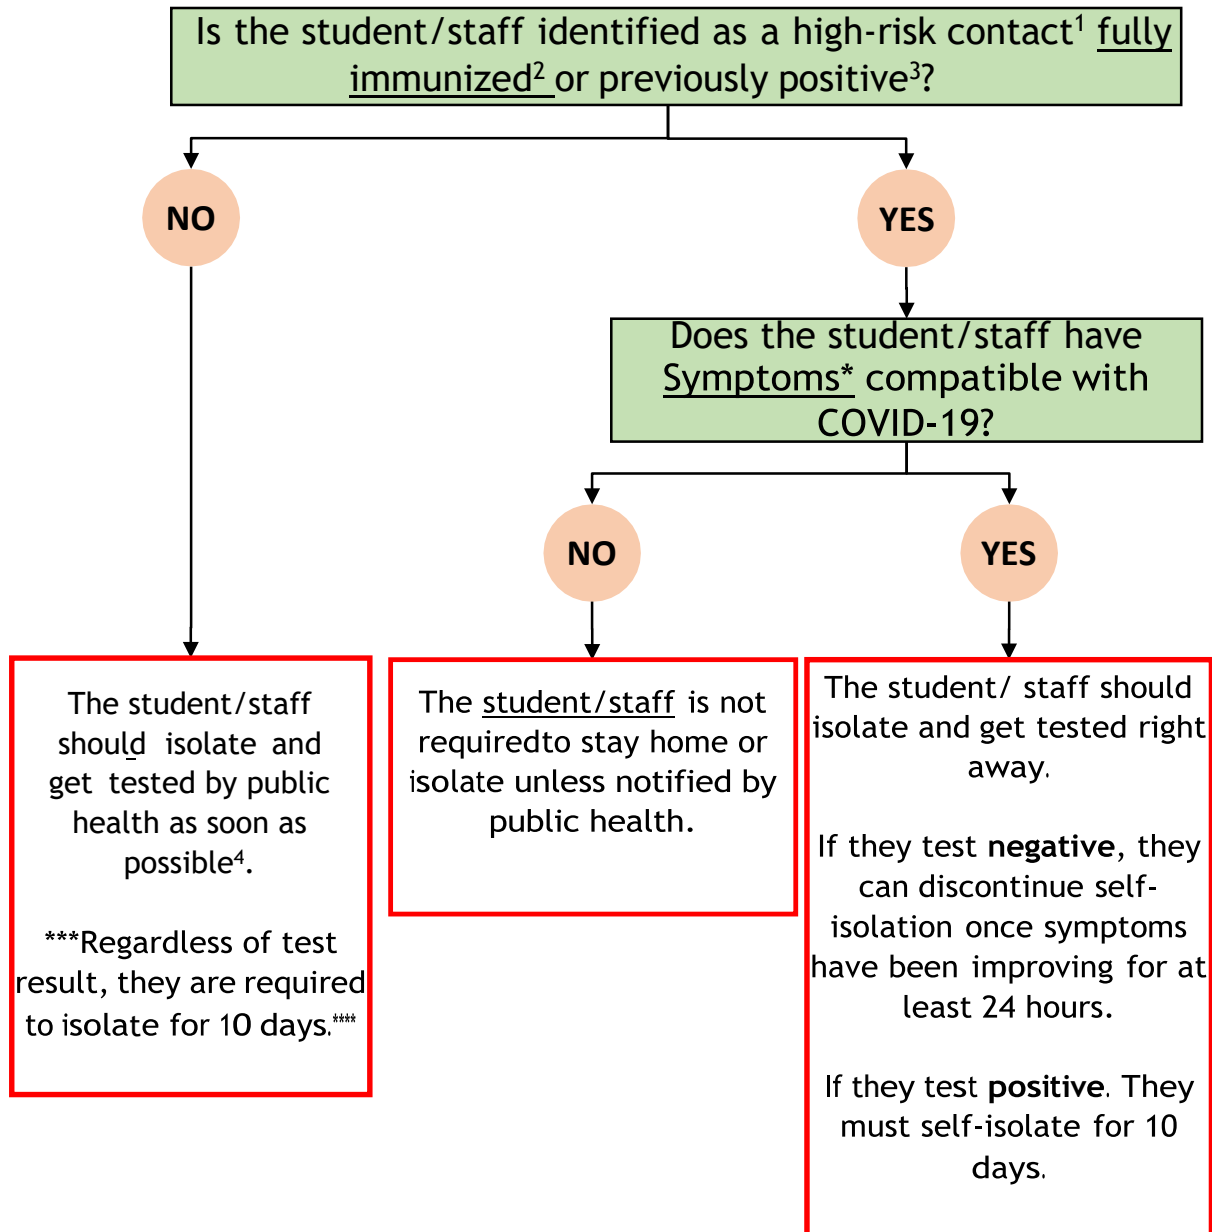 Is the student/staff identified as a high-risk contact¹ fully
immunized² or previously positive³?
NO
YES
Does the student/staff have
Symptoms* compatible with
COVID-19?
NO
YES
The student/staff
should isolate and
get tested by public
health as soon as
possible⁴.
***Regardless of test
result, they are required
to isolate for 10 days.****
The student/staff is not
requiredto stay home or
isolate unless notified by
public health.
The student/ staff should
isolate and get tested right
away.
If they test negative, they
can discontinue self-
isolation once symptoms
have been improving for at
least 24 hours.
If they test positive. They
must self-isolate for 10
days.